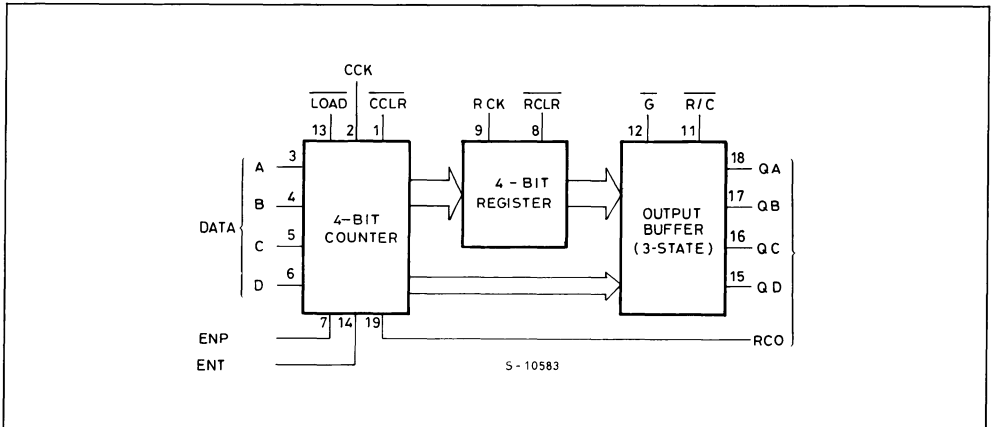 CCK
LOAD CCLR RCK RCLR G R/C
13 2 1 9 8 12 11
A 3
B 4
C 5
D 6
DATA
4-BIT
COUNTER
4-BIT
REGISTER
OUTPUT
BUFFER
(3-STATE)
18 QA
17 QB
16 QC
15 QD
7 14 19
ENP
ENT
RCO
S-10583